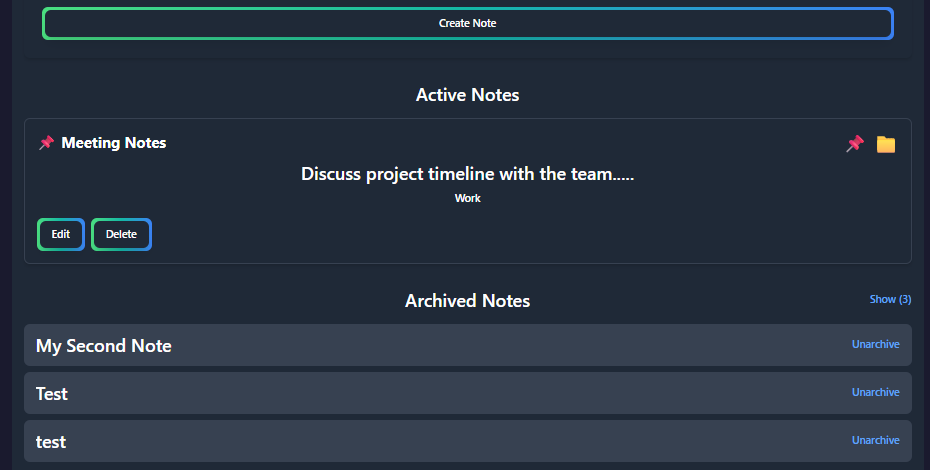 Create Note
Active Notes
Meeting Notes
Discuss project timeline with the team.....
Work
Edit Delete
Archived Notes Show (3)
My Second Note Unarchive
Test Unarchive
test Unarchive